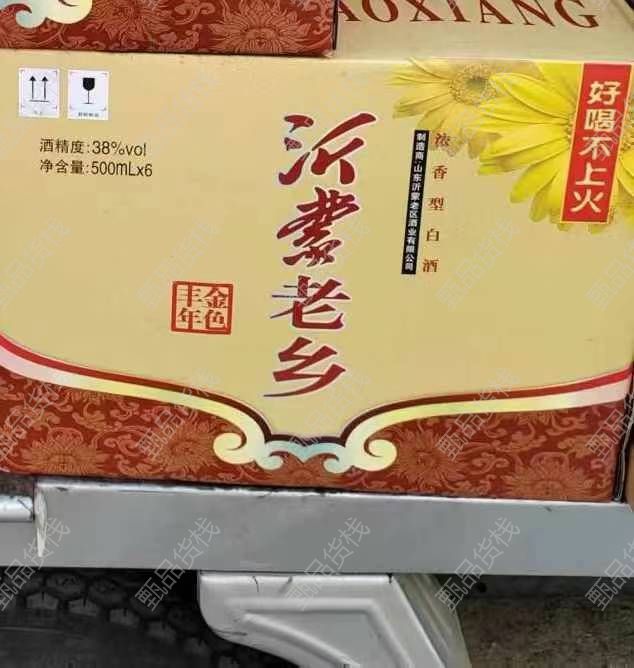 AOXIANG
酒精度:38%vol
净含量:500mLx6
沂蒙老乡
浓香型白酒
制造商:山东沂蒙老区酒业有限公司
好喝不上火
金色
丰年
甄品货栈